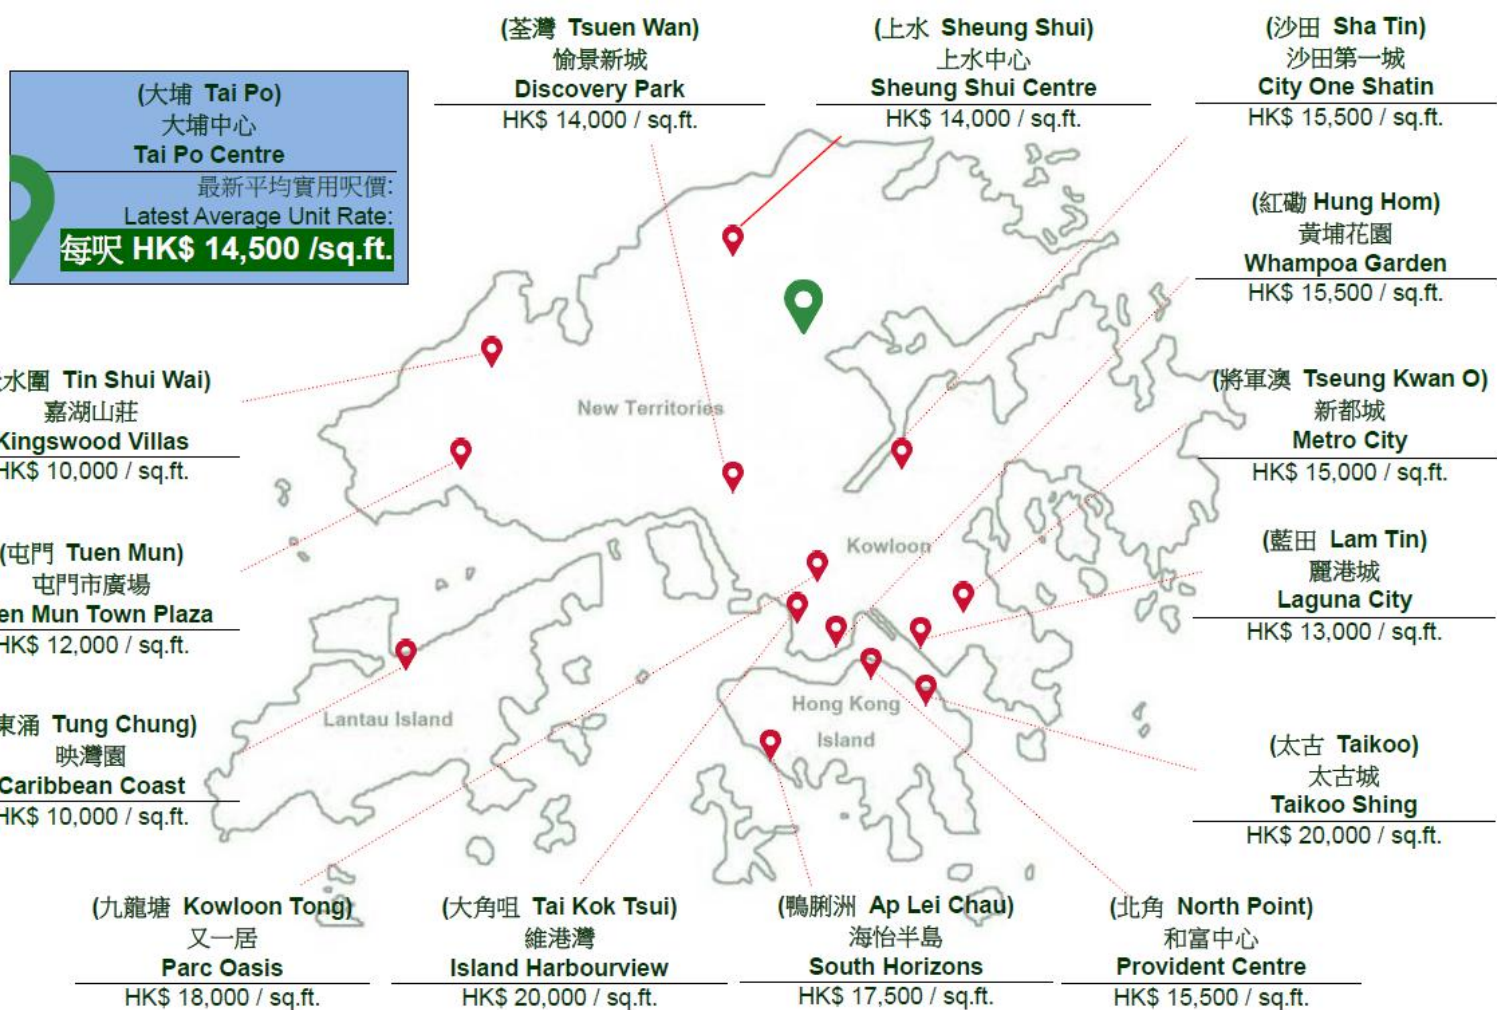 (荃灣 Tsuen Wan)
愉景新城
Discovery Park
HK$ 14,000 / sq.ft.
(上水 Sheung Shui)
上水中心
Sheung Shui Centre
HK$ 14,000 / sq.ft.
(沙田 Sha Tin)
沙田第一城
City One Shatin
HK$ 15,500 / sq.ft.
(大埔 Tai Po)
大埔中心
Tai Po Centre
最新平均實用呎價:
Latest Average Unit Rate:
每呎 HK$ 14,500 /sq.ft.
(紅磡 Hung Hom)
黃埔花園
Whampoa Garden
HK$ 15,500 / sq.ft.
水圍 Tin Shui Wai)
嘉湖山莊
Kingswood Villas
HK$ 10,000 / sq.ft.
New Territories
(將軍澳 Tseung Kwan O)
新都城
Metro City
HK$ 15,000 / sq.ft.
(屯門 Tuen Mun)
屯門市廣場
en Mun Town Plaza
HK$ 12,000 / sq.ft.
Kowloon
(藍田 Lam Tin)
麗港城
Laguna City
HK$ 13,000 / sq.ft.
東涌 Tung Chung)
映灣園
Caribbean Coast
HK$ 10,000 / sq.ft.
Lantau Island
Hong Kong
Island
(太古 Taikoo)
太古城
Taikoo Shing
HK$ 20,000 / sq.ft.
(九龍塘 Kowloon Tong)
又一居
Parc Oasis
HK$ 18,000 / sq.ft.
(大角咀 Tai Kok Tsui)
維港灣
Island Harbourview
HK$ 20,000 / sq.ft.
(鴨脷洲 Ap Lei Chau)
海怡半島
South Horizons
HK$ 17,500 / sq.ft.
(北角 North Point)
和富中心
Provident Centre
HK$ 15,500 / sq.ft.